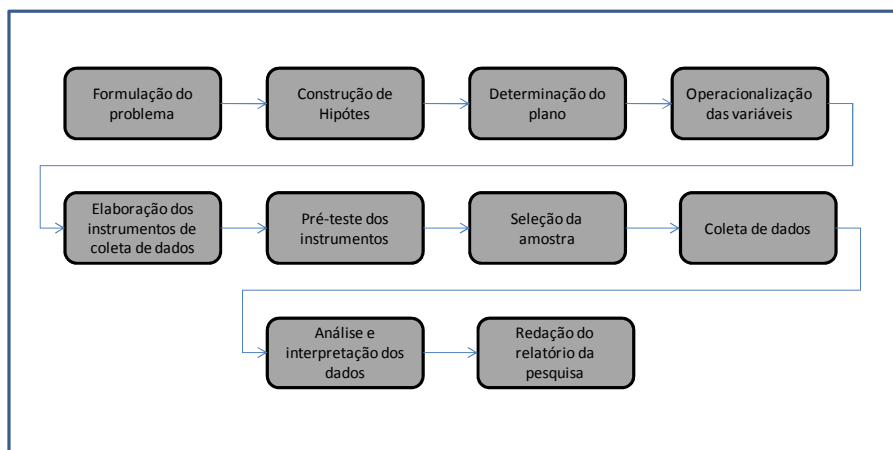 Formulação do
problema
Construção de
Hipótes
Determinação do
plano
Operacionalização
das variáveis
Elaboração dos
instrumentos de
coleta de dados
Pré-teste dos
instrumentos
Seleção da
amostra
Coleta de dados
Análise e
interpretação dos
dados
Redação do
relatório da
pesquisa